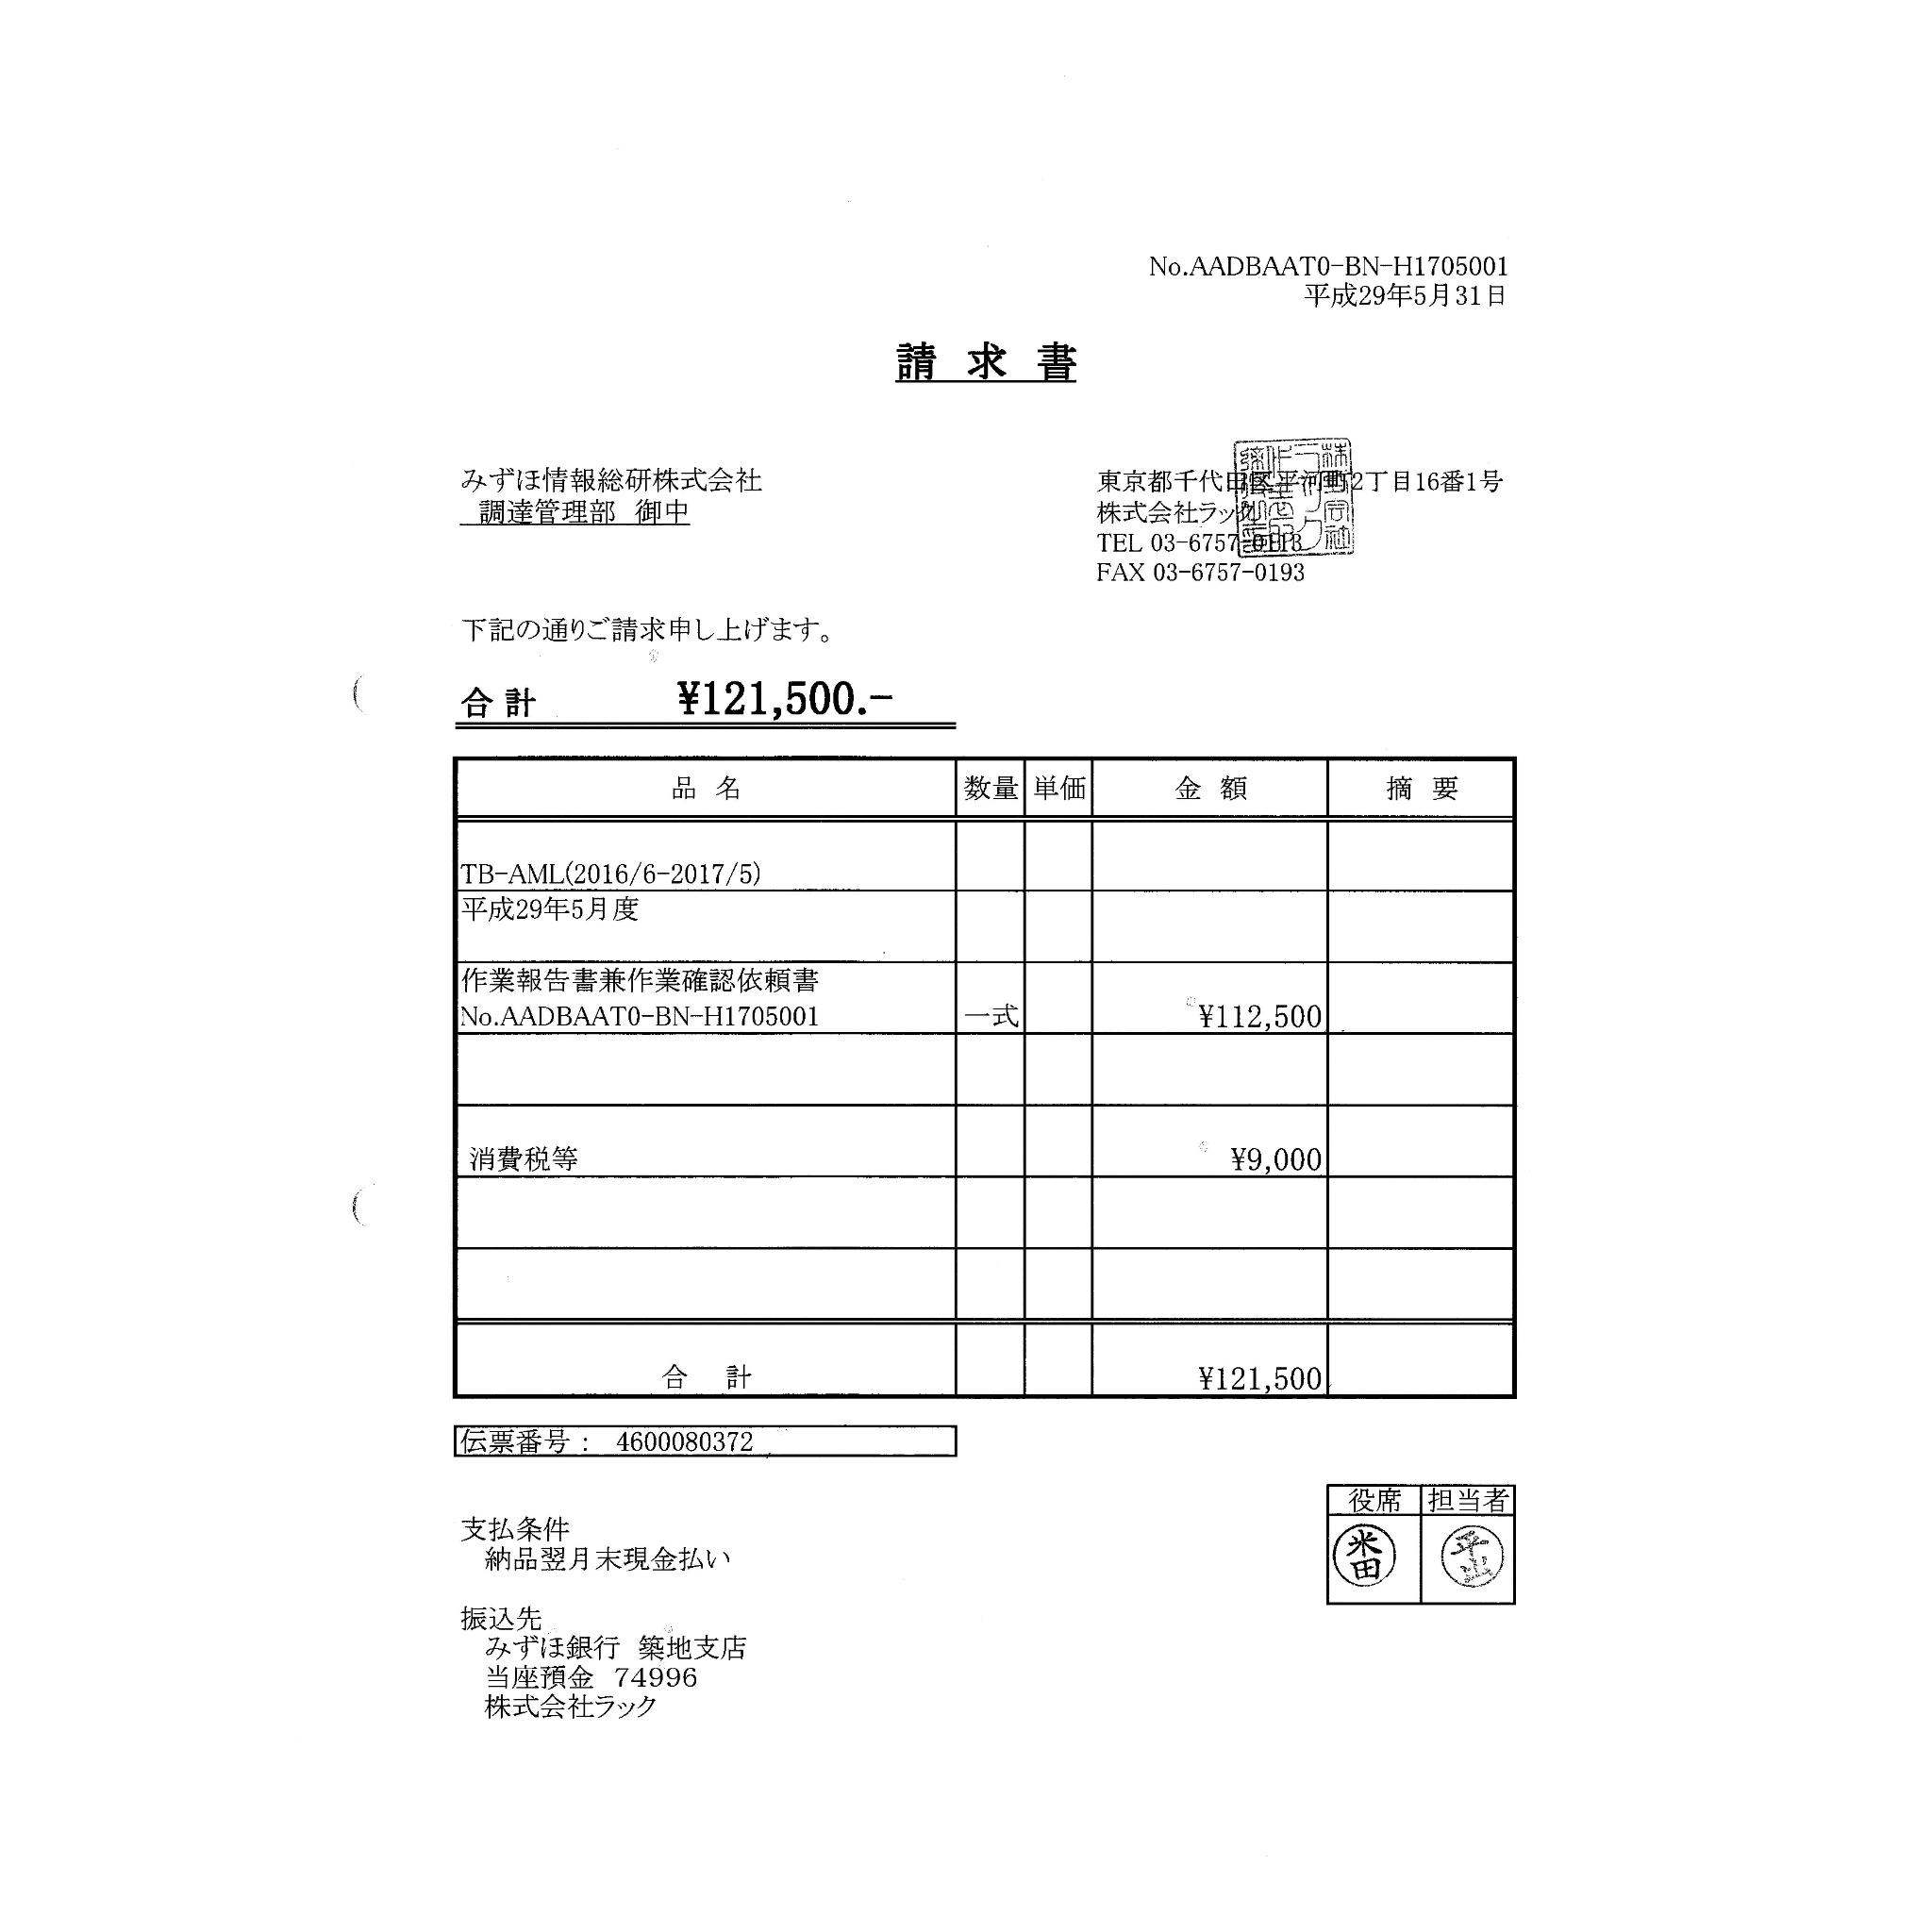 No.AADBAAT0-BN-H1705001
平成29年5月31日
請 求 書
みずほ情報総研株式会社
調達管理部 御中
東京都千代田区平河町2丁目16番1号
株式会社ラック
TEL 03-6757-0113
FAX 03-6757-0193
下記の通りご請求申し上げます。
合 計 ¥121,500.-
品 名 数量 単価 金 額 摘 要
TB-AML(2016/6-2017/5)
平成29年5月度
作業報告書兼作業確認依頼書
No.AADBAAT0-BN-H1705001 一式 ¥112,500
消費税等 ¥9,000
合 計 ¥121,500
伝票番号: 4600080372
役席 担当者
米田 平出
支払条件
納品翌月末現金払い
振込先
みずほ銀行 築地支店
当座預金 74996
株式会社ラック